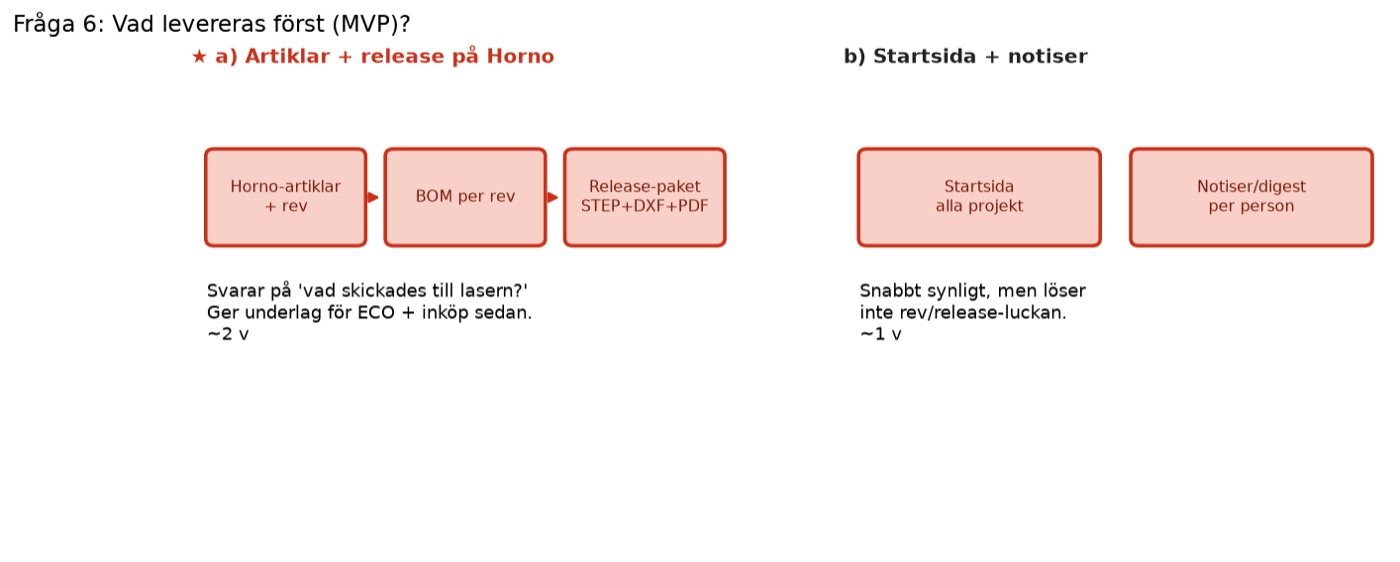 Fråga 6: Vad levereras först (MVP)?
★ a) Artiklar + release på Horno
Horno-artiklar
+ rev
BOM per rev
Release-paket
STEP+DXF+PDF
Svarar på 'vad skickades till lasern?'
Ger underlag för ECO + inköp sedan.
~2 v
b) Startsida + notiser
Startsida
alla projekt
Notiser/digest
per person
Snabbt synligt, men löser
inte rev/release-luckan.
~1 v